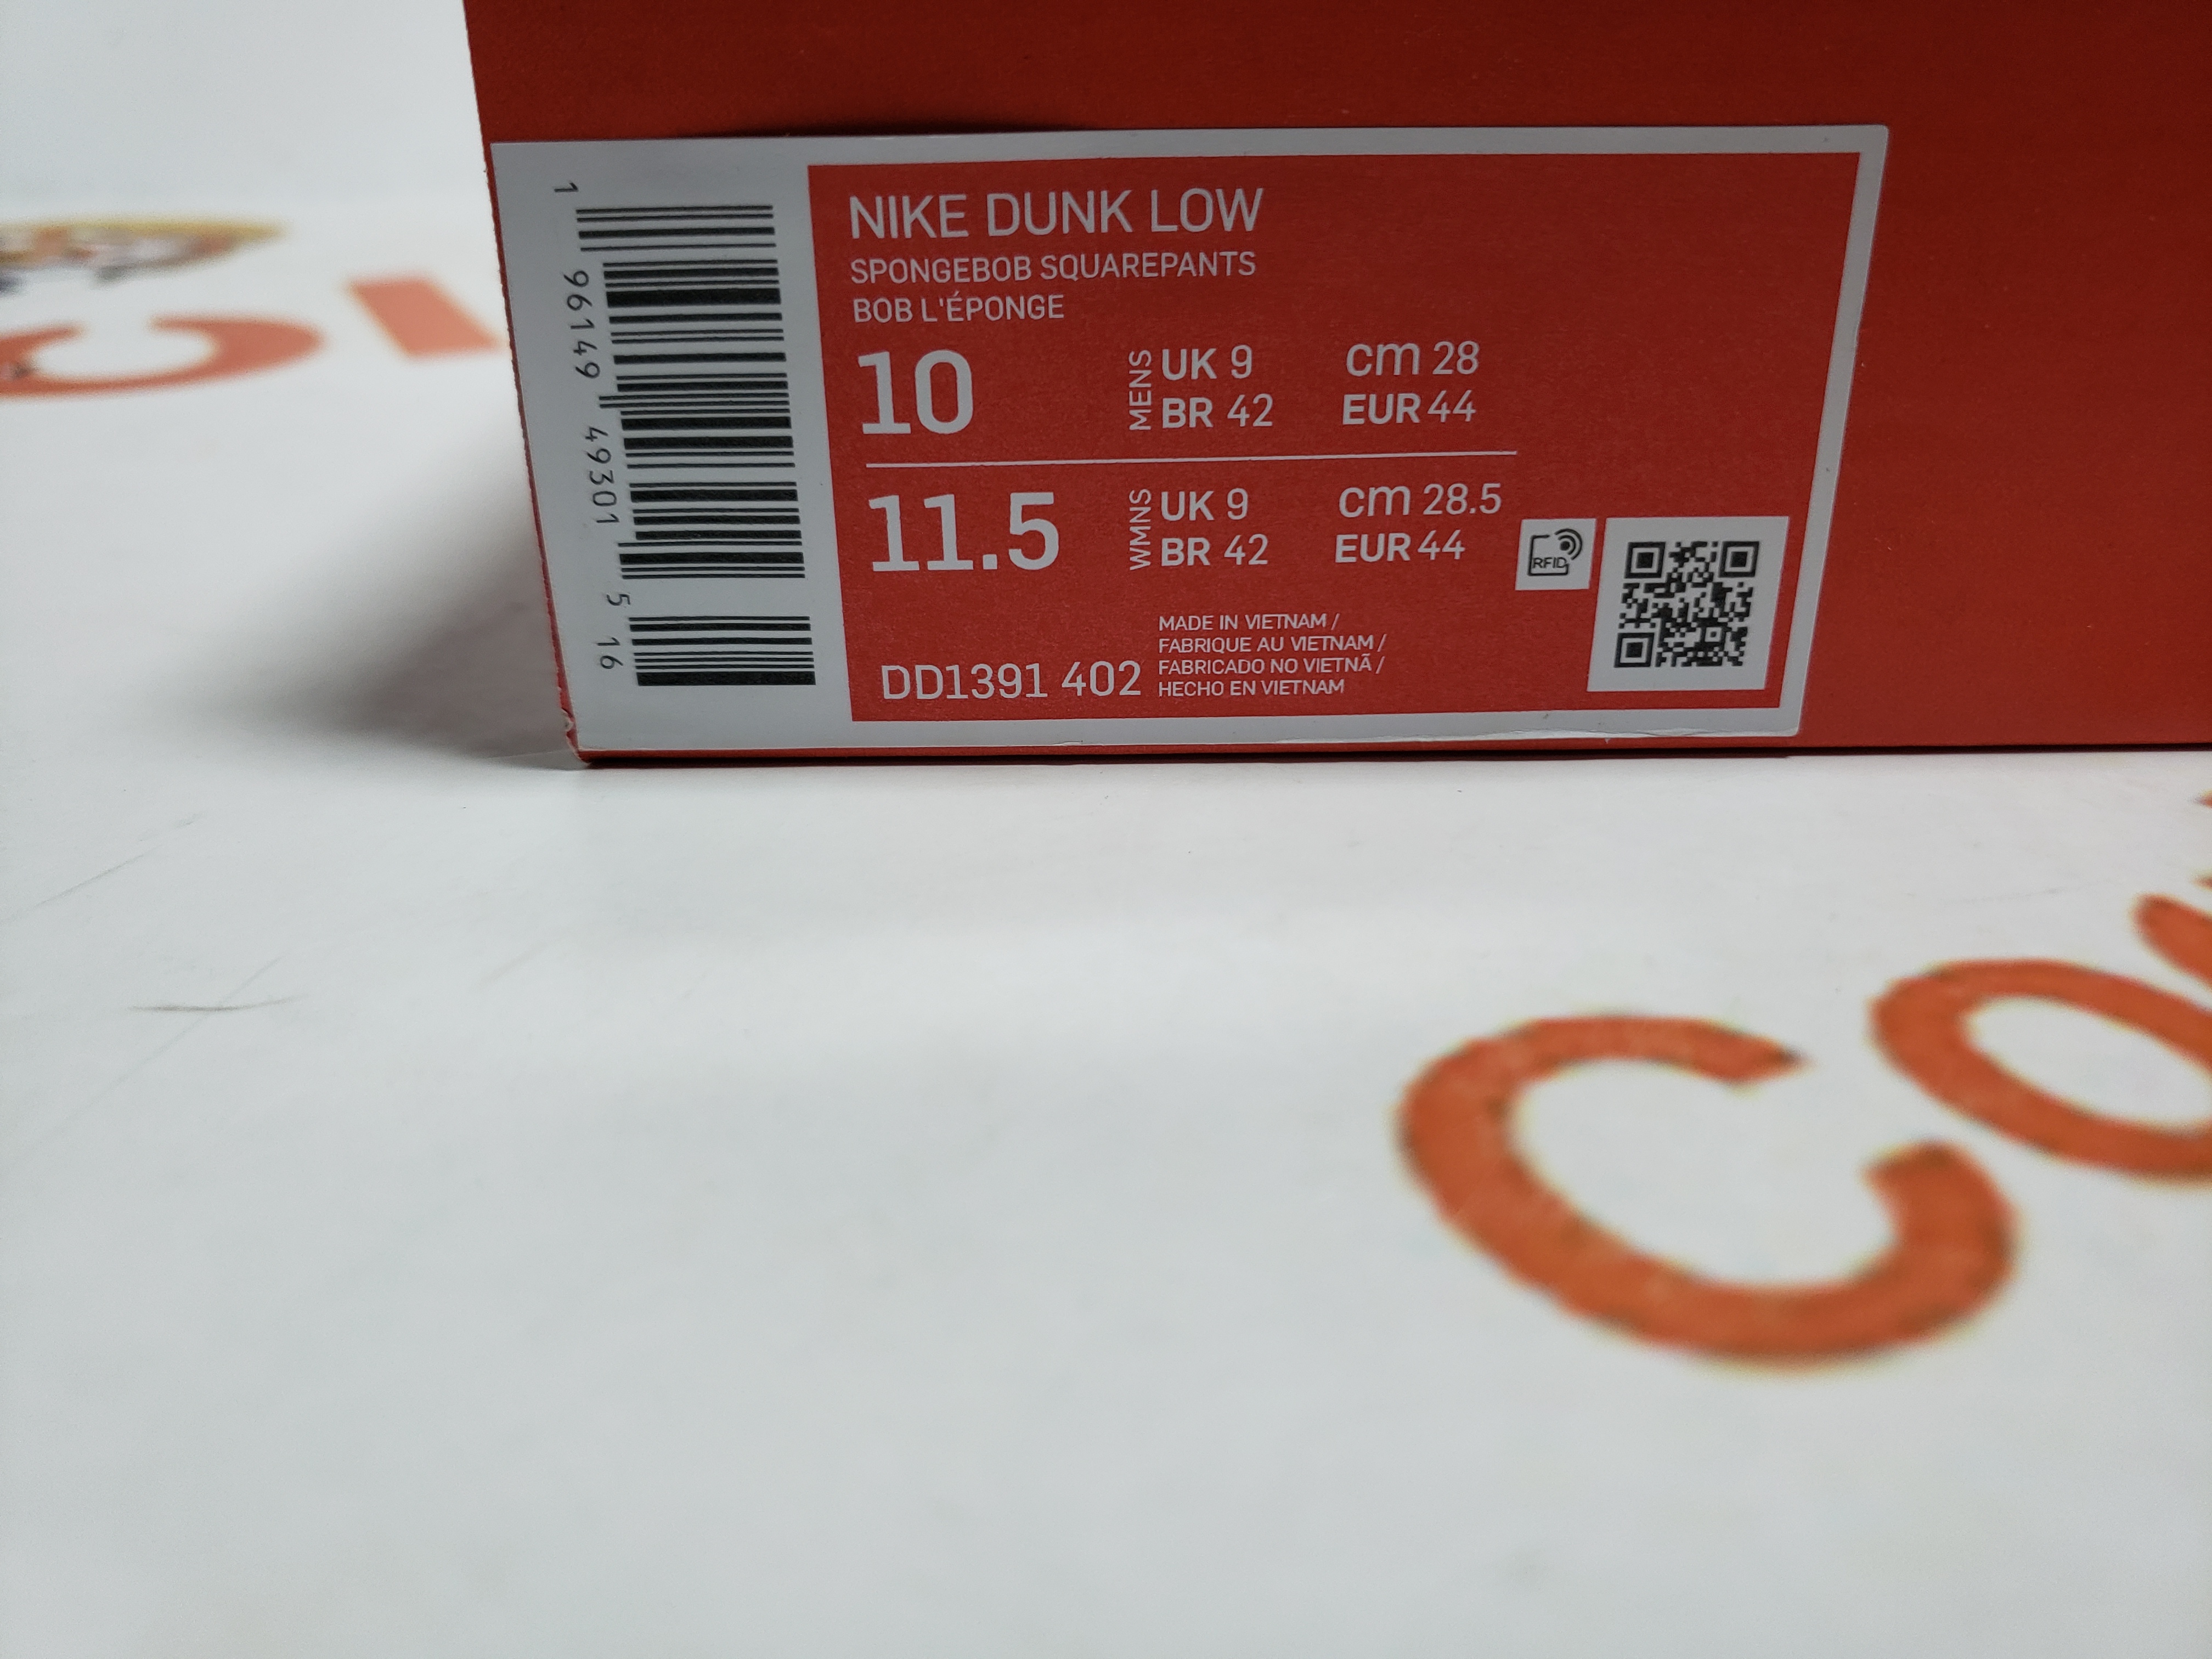 1 96149 49301 5 16
NIKE DUNK LOW
SPONGEBOB SQUAREPANTS
BOB L'ÉPONGE
10 MENS UK 9 cm 28
BR 42 EUR 44
11.5 WMNS UK 9 cm 28.5
BR 42 EUR 44
RFID
MADE IN VIETNAM /
FABRIQUE AU VIETNAM /
FABRICADO NO VIETNÃ /
DD1391 402 HECHO EN VIETNAM